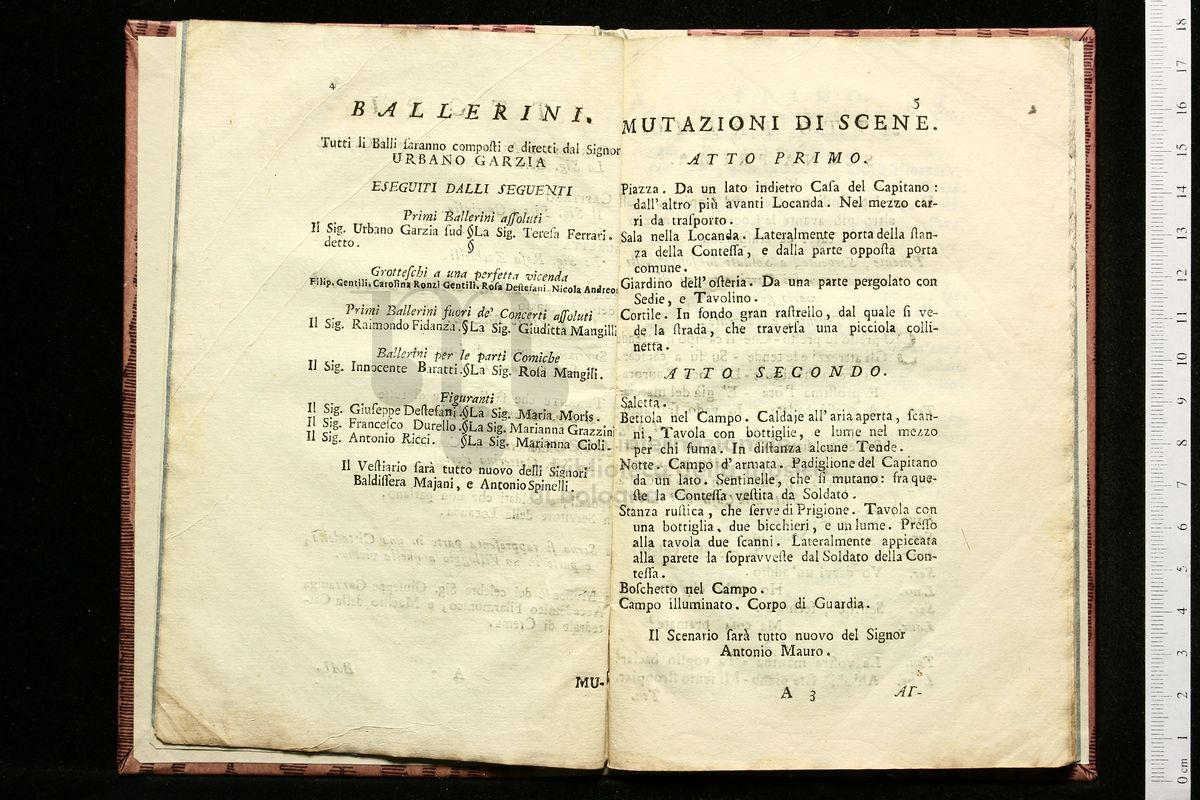 4
BALLERINI.
Tutti li Balli ſaranno compoſti e diretti dal Signor
URBANO GARZIA
ESEGUITI DALLI SEGUENTI
Primi Ballerini aſſoluti
Il Sig. Urbano Garzia ſud-§La Sig. Tereſa Ferrari.
detto. §
Grotteſchi a una perfetta vicenda
Filip. Gentili. Caroſina Ronzi Gentili. Roſa Deſteſani. Nicola Andreo
Primi Ballerini fuori de' Concerti aſſoluti
Il Sig. Raimondo Fidanza.§La Sig. Giuditta Mangilli
Ballerini per le parti Comiche
Il Sig. Innocente Baratti.§La Sig. Roſa Mangili.
Figuranti
Il Sig. Giuſeppe Deſtefani.§La Sig. Maria Moris.
Il Sig. Franceſco Durello.§La Sig. Marianna Grazzini
Il Sig. Antonio Ricci. §La Sig. Marianna Cioli.
Il Veſtiario ſarà tutto nuovo delli Signori
Baldiſſera Majani, e Antonio Spinelli.
MU-
5
MUTAZIONI DI SCENE.
ATTO PRIMO.
Piazza. Da un lato indietro Caſa del Capitano:
dall'altro più avanti Locanda. Nel mezzo car-
ri da traſporto.
Sala nella Locanda. Lateralmente porta della ſtan-
za della Conteſſa, e dalla parte oppoſta porta
comune.
Giardino dell'oſteria. Da una parte pergolato con
Sedie, e Tavolino.
Cortile. In fondo gran raſtrello, dal quale ſi ve-
de la ſtrada, che traverſa una picciola colli-
netta.
ATTO SECONDO.
Saletta.
Bettola nel Campo. Caldaje all'aria aperta, ſcan-
ni, Tavola con bottiglie, e lume nel mezzo
per chi fuma. In diſtanza alcune Tende.
Notte. Campo d'armata. Padiglione del Capitano
da un lato. Sentinelle, che ſi mutano: fra que-
ſte la Conteſſa veſtita da Soldato.
Stanza ruſtica, che ſerve di Prigione. Tavola con
una bottiglia, due bicchieri, e un lume. Preſſo
alla tavola due ſcanni. Lateralmente appiccata
alla parete la ſopravveſte dal Soldato della Con-
teſſa.
Boſchetto nel Campo.
Campo illuminato. Corpo di Guardia.
Il Scenario ſarà tutto nuovo del Signor
Antonio Mauro.
A 3
AT-